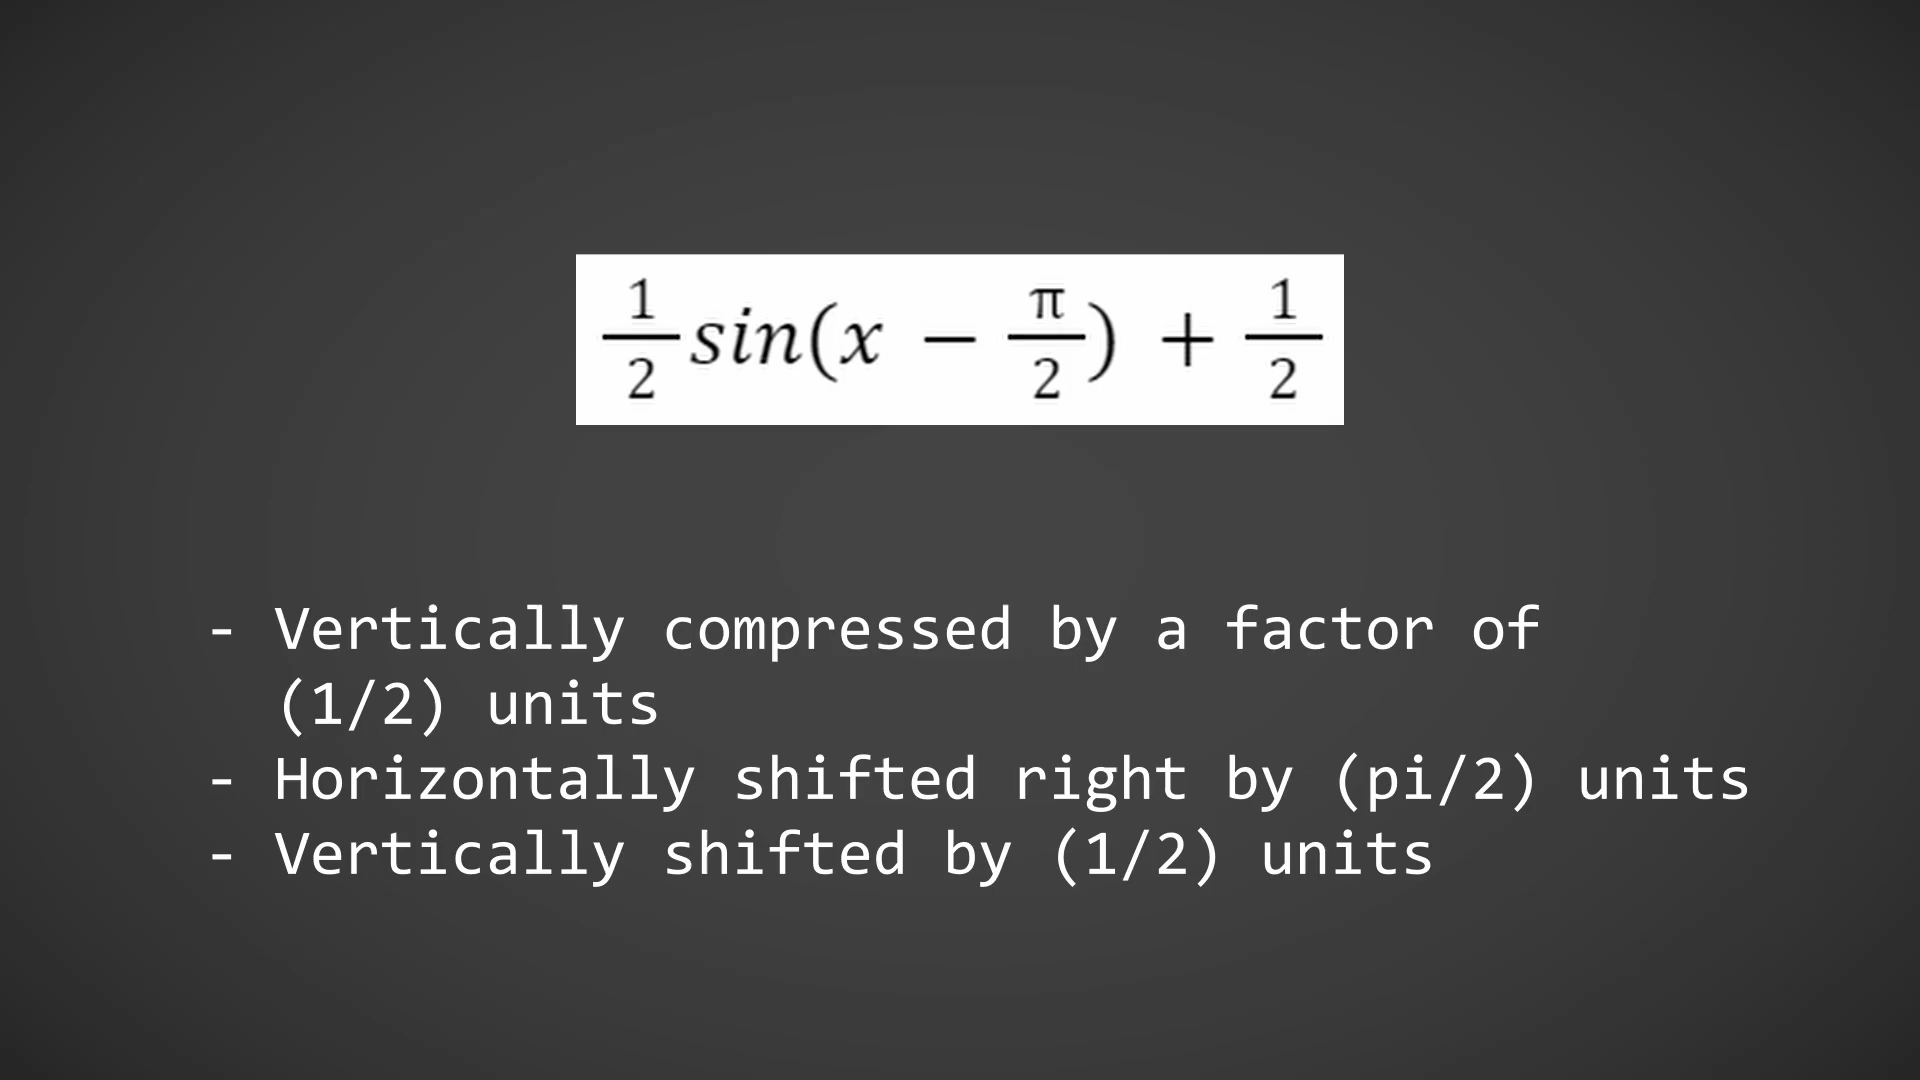 1/2 sin(x − π/2) + 1/2
- Vertically compressed by a factor of
(1/2) units
- Horizontally shifted right by (pi/2) units
- Vertically shifted by (1/2) units